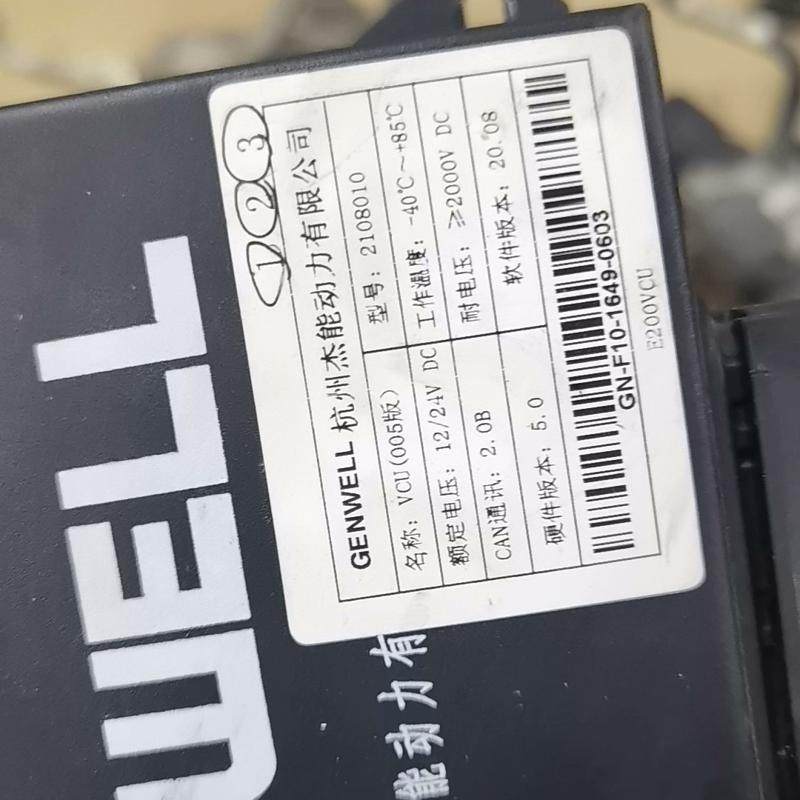 ①②③
GENWELL 杭州杰能动力有限公司
名称: VCU(005版) 型号: 2108010
额定电压: 12/24V DC 工作温度: -40℃~+85℃
CAN通讯: 2.0B 耐电压: ≥2000V DC
硬件版本: 5.0 软件版本: 20.08
GN-F10-1649-0603
E200VCU
WELL
能动力有